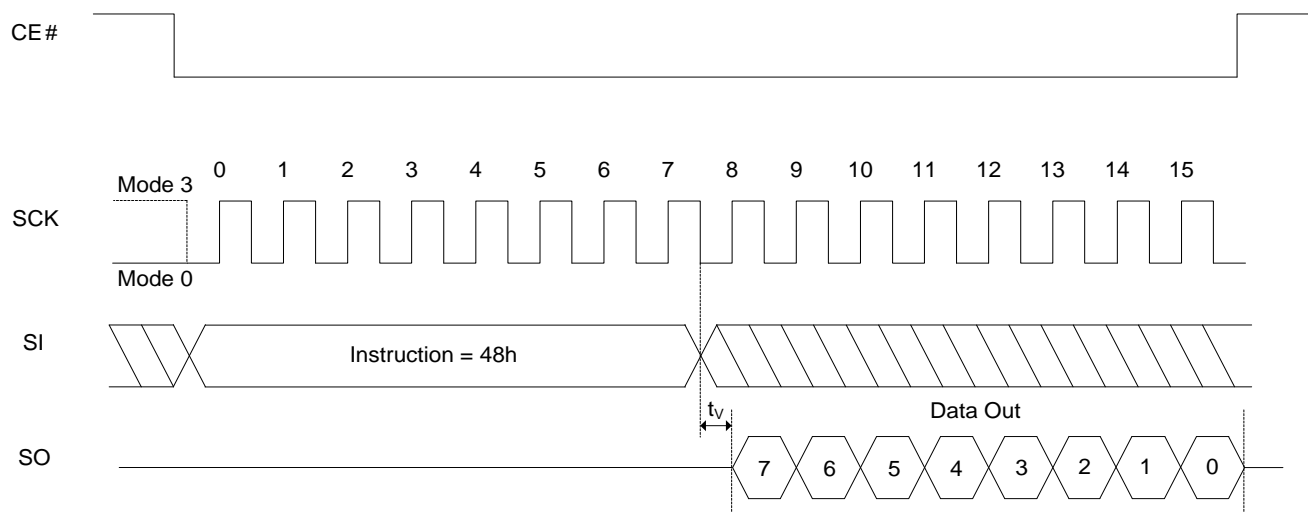 CE#
0 1 2 3 4 5 6 7 8 9 10 11 12 13 14 15
Mode 3
SCK
Mode 0
SI
Instruction = 48h
tV
Data Out
SO
7 6 5 4 3 2 1 0